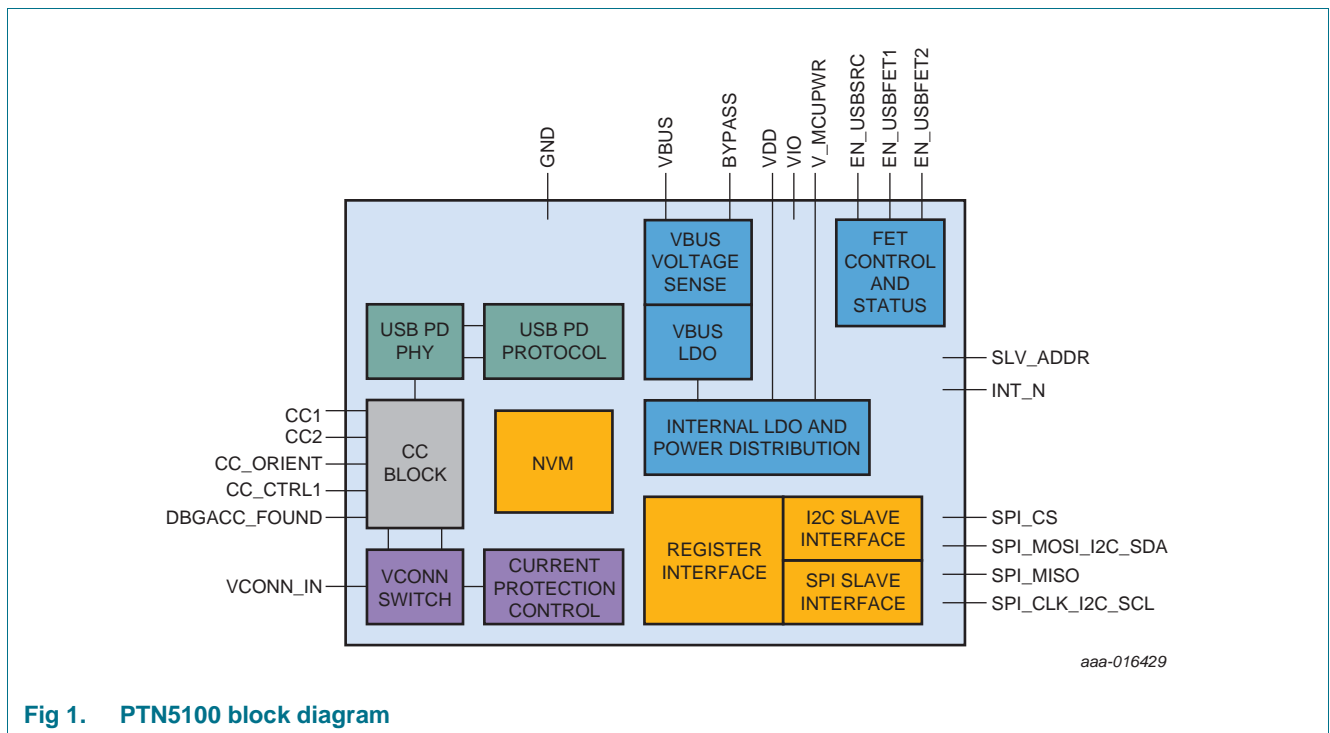 GND
VBUS
BYPASS
VDD
VIO
V_MCUPWR
EN_USBSRC
EN_USBFET1
EN_USBFET2
VBUS
VOLTAGE
SENSE
FET
CONTROL
AND
STATUS
USB PD
PHY
USB PD
PROTOCOL
VBUS
LDO
SLV_ADDR
INT_N
CC1
CC2
CC_ORIENT
CC_CTRL1
DBGACC_FOUND
CC
BLOCK
NVM
INTERNAL LDO AND
POWER DISTRIBUTION
VCONN_IN
VCONN
SWITCH
CURRENT
PROTECTION
CONTROL
REGISTER
INTERFACE
I2C SLAVE
INTERFACE
SPI SLAVE
INTERFACE
SPI_CS
SPI_MOSI_I2C_SDA
SPI_MISO
SPI_CLK_I2C_SCL
aaa-016429
Fig 1. PTN5100 block diagram